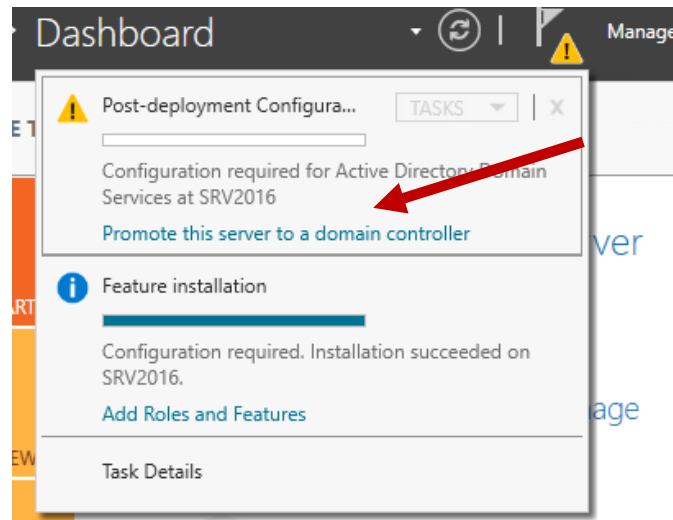 Dashboard
Manage
Post-deployment Configura...
TASKS
X
Configuration required for Active Directory Domain
Services at SRV2016
Promote this server to a domain controller
Feature installation
Configuration required. Installation succeeded on
SRV2016.
Add Roles and Features
Task Details
E T
ART
EW
ver
age